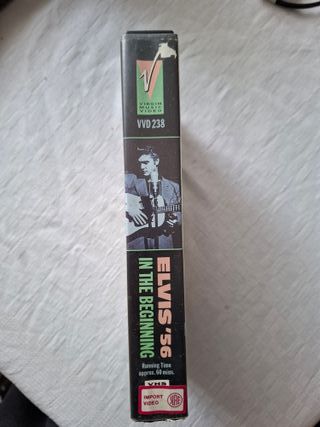 VIRGIN
MUSIC
VIDEO
VVD 238
ELVIS '56
IN THE BEGINNING
Running Time
approx. 60 mins.
VHS
IMPORT
VIDEO